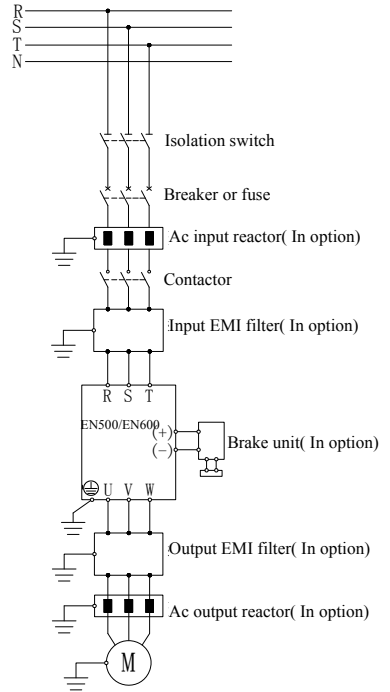 R
S
T
N
Isolation switch
Breaker or fuse
Ac input reactor( In option)
Contactor
Input EMI filter( In option)
R S T
EN500/EN600
(+)
(−)
Brake unit( In option)
U V W
Output EMI filter( In option)
Ac output reactor( In option)
M